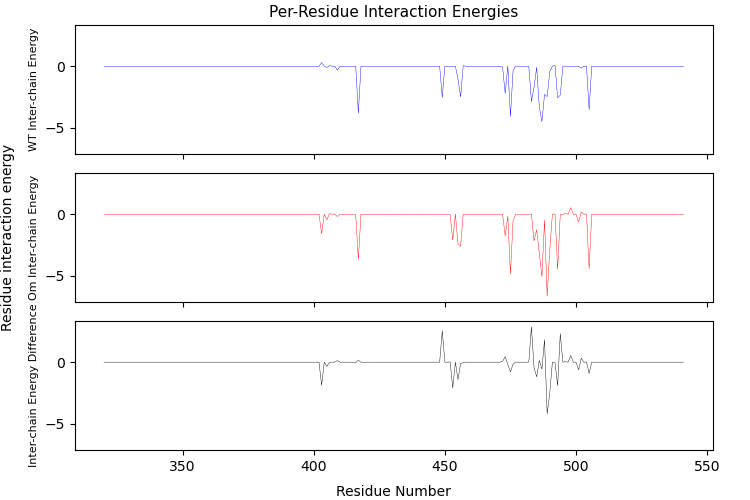 Per-Residue Interaction Energies
WT Inter-chain Energy
0
−5
Residue interaction energy
Om Inter-chain Energy
0
−5
Inter-chain Energy Difference
0
−5
350
400
450
500
550
Residue Number